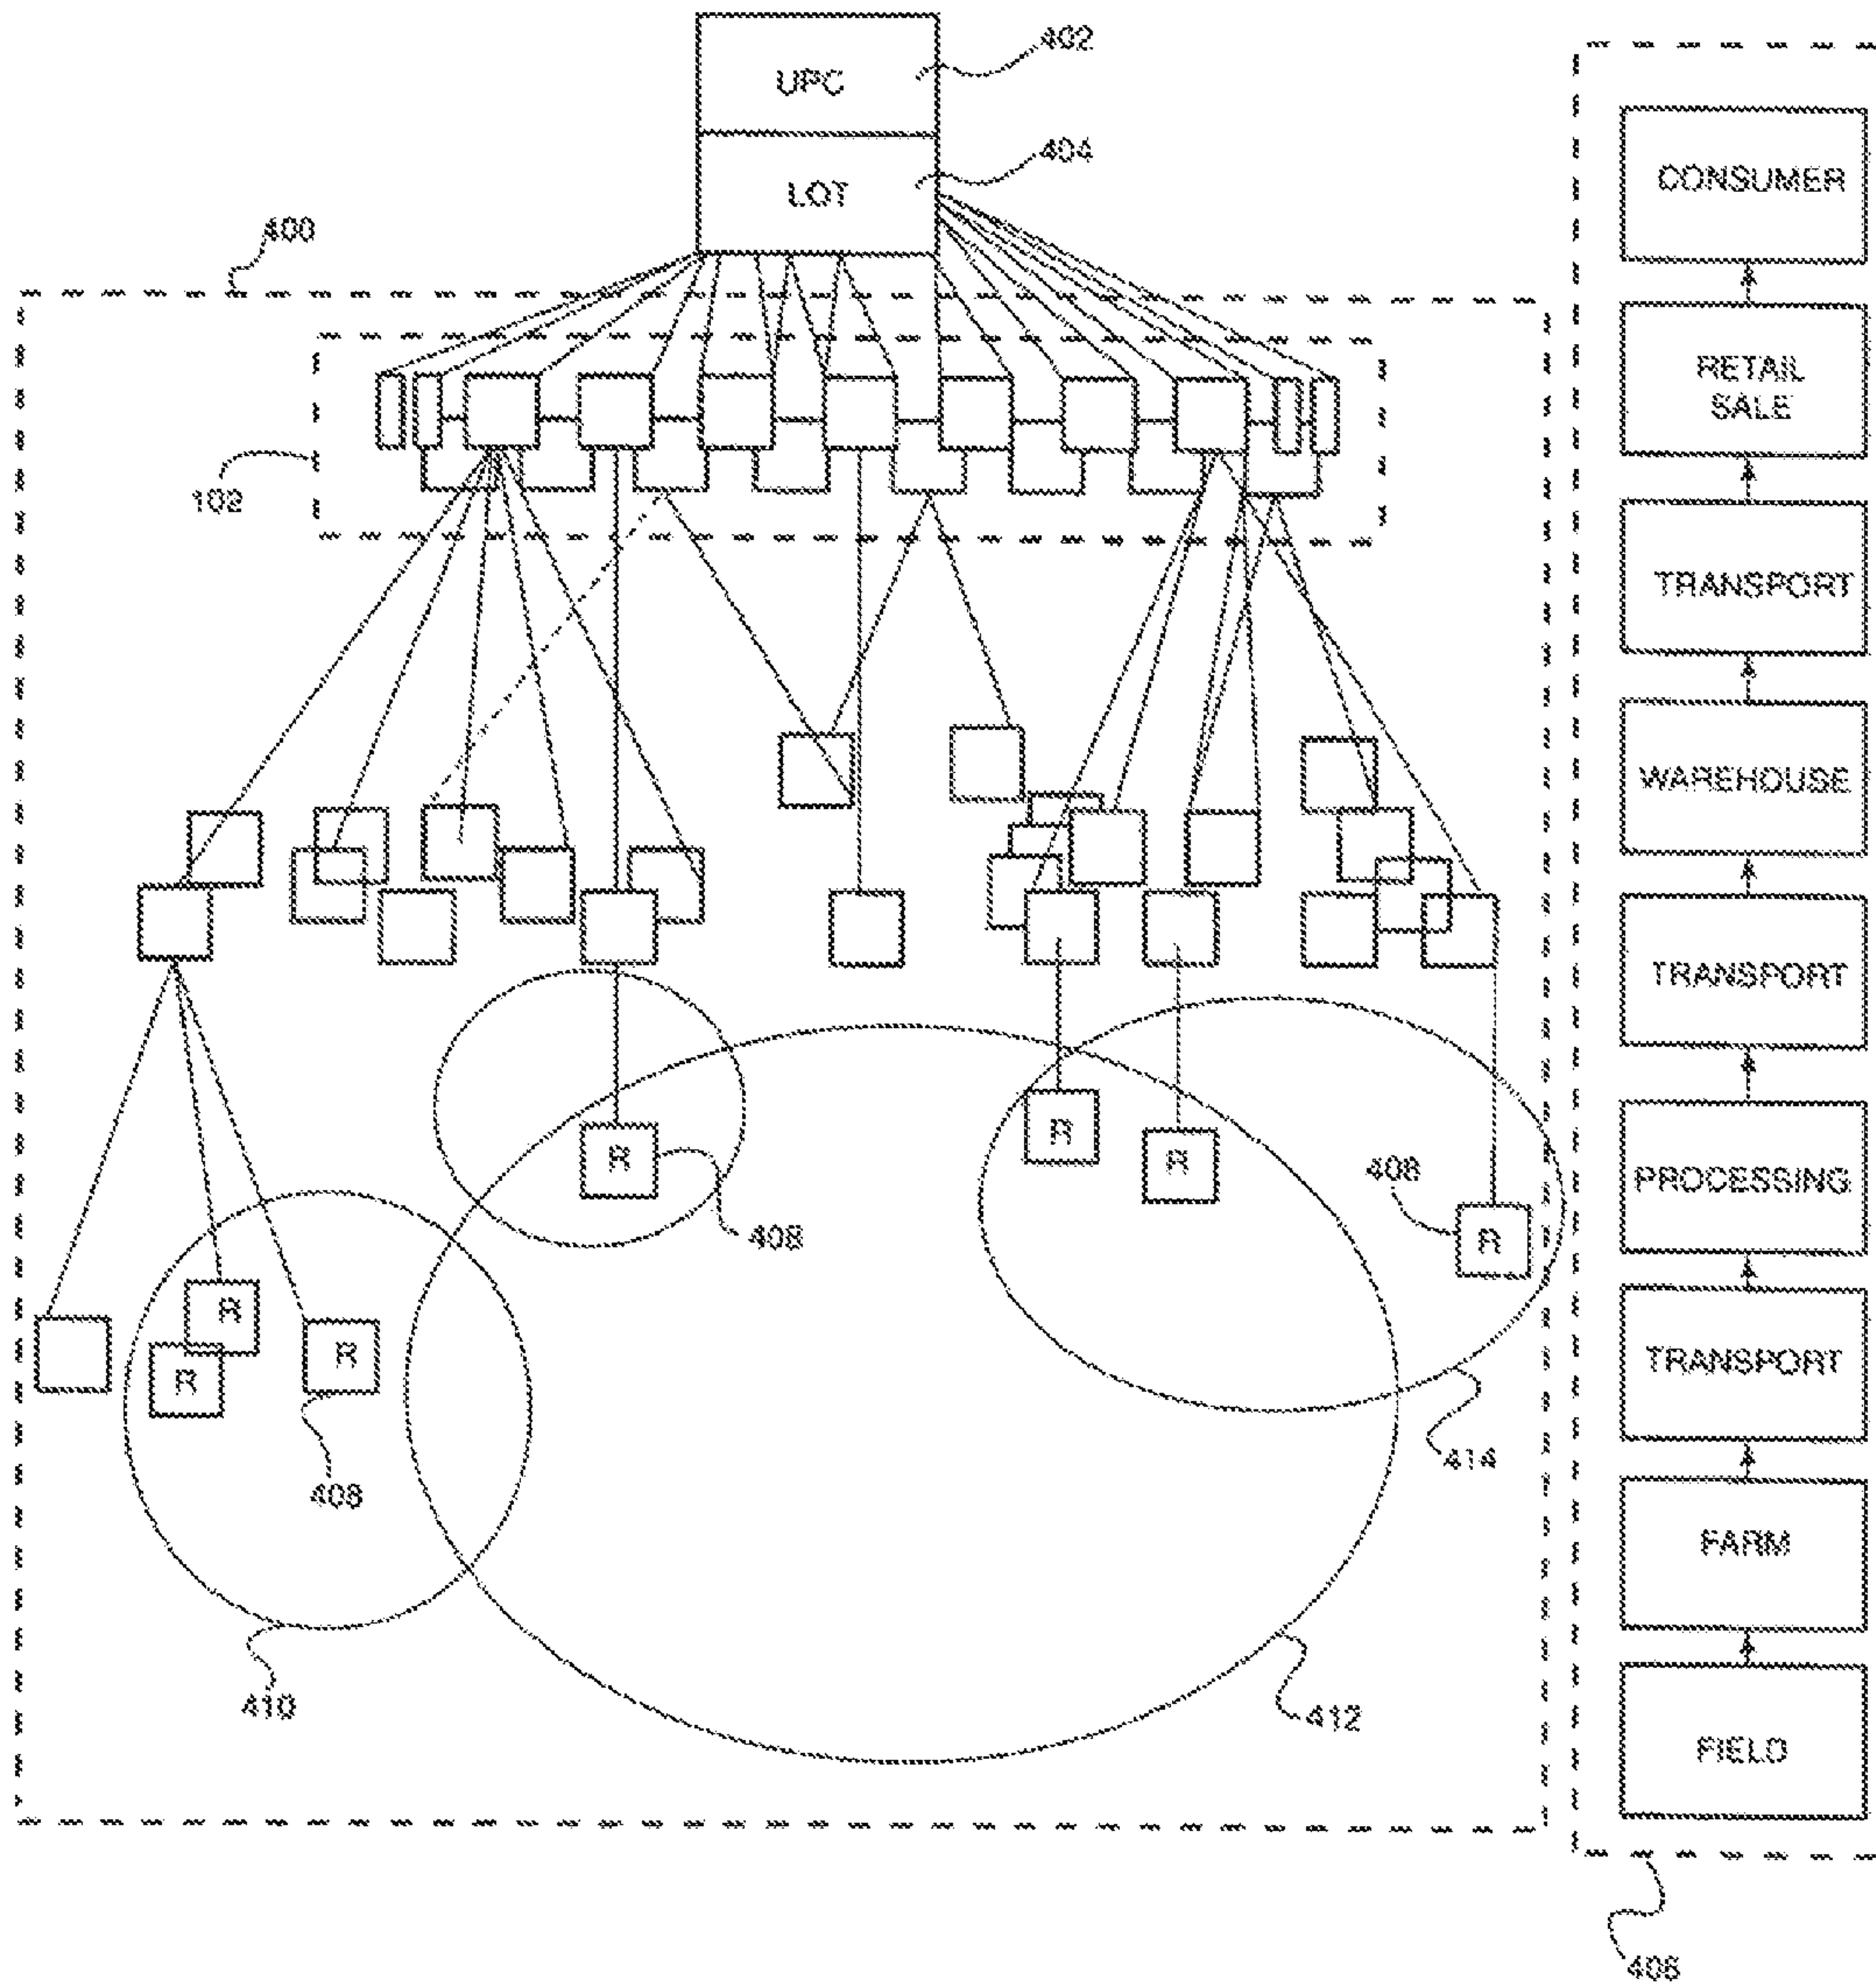 402
UPC
404
LOT
400
102
R
408
R
R
408
R
R
R
R
408
414
410
412
CONSUMER
RETAIL
SALE
TRANSPORT
WAREHOUSE
TRANSPORT
PROCESSING
TRANSPORT
FARM
FIELD
406